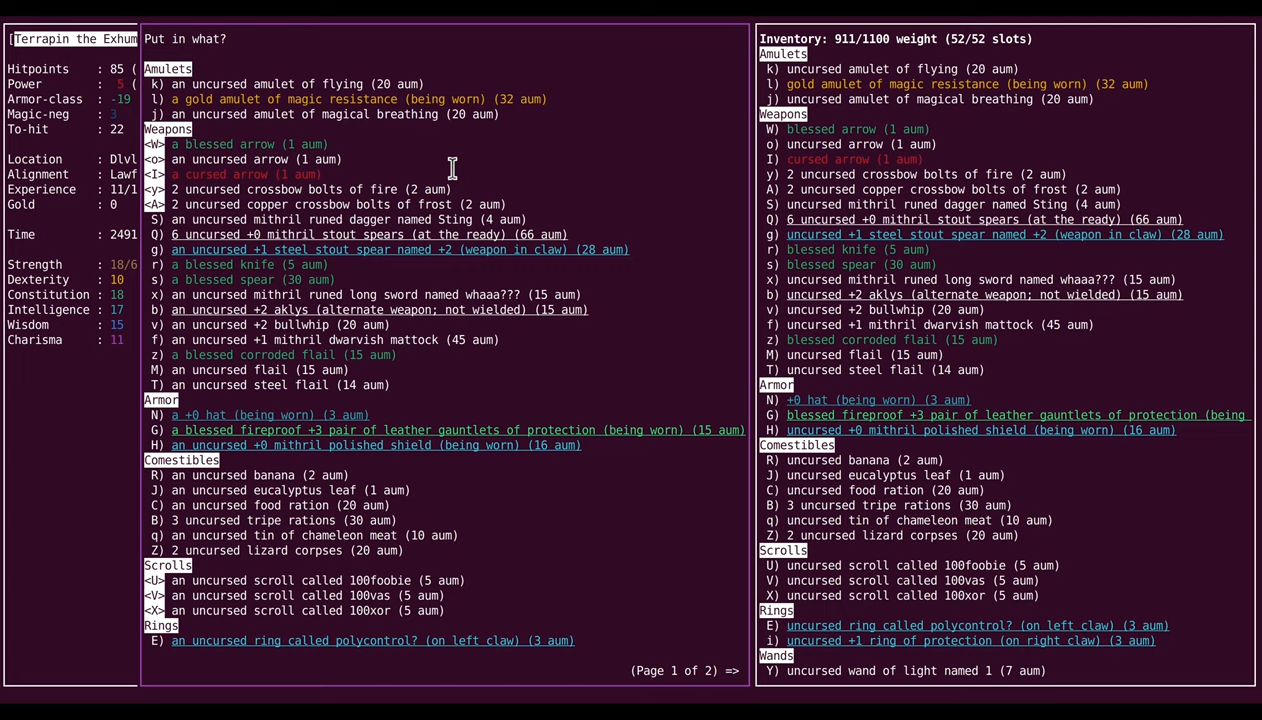 [Terrapin the Exhum
Hitpoints : 85 (
Power : 5 (
Armor-class : -19
Magic-neg : 3
To-hit : 22
Location : Dlvl
Alignment : Lawf
Experience : 11/1
Gold : 0
Time : 2491
Strength : 18/6
Dexterity : 10
Constitution : 18
Intelligence : 17
Wisdom : 15
Charisma : 11
Put in what?
Amulets
k) an uncursed amulet of flying (20 aum)
l) a gold amulet of magic resistance (being worn) (32 aum)
j) an uncursed amulet of magical breathing (20 aum)
Weapons
<W> a blessed arrow (1 aum)
<o> an uncursed arrow (1 aum)
<I> a cursed arrow (1 aum)
<y> 2 uncursed crossbow bolts of fire (2 aum)
<A> 2 uncursed copper crossbow bolts of frost (2 aum)
S) an uncursed mithril runed dagger named Sting (4 aum)
Q) 6 uncursed +0 mithril stout spears (at the ready) (66 aum)
g) an uncursed +1 steel stout spear named +2 (weapon in claw) (28 aum)
r) a blessed knife (5 aum)
s) a blessed spear (30 aum)
x) an uncursed mithril runed long sword named whaaa??? (15 aum)
b) an uncursed +2 aklys (alternate weapon; not wielded) (15 aum)
v) an uncursed +2 bullwhip (20 aum)
f) an uncursed +1 mithril dwarvish mattock (45 aum)
z) a blessed corroded flail (15 aum)
M) an uncursed flail (15 aum)
T) an uncursed steel flail (14 aum)
Armor
N) a +0 hat (being worn) (3 aum)
G) a blessed fireproof +3 pair of leather gauntlets of protection (being worn) (15 aum)
H) an uncursed +0 mithril polished shield (being worn) (16 aum)
Comestibles
R) an uncursed banana (2 aum)
J) an uncursed eucalyptus leaf (1 aum)
C) an uncursed food ration (20 aum)
B) 3 uncursed tripe rations (30 aum)
q) an uncursed tin of chameleon meat (10 aum)
Z) 2 uncursed lizard corpses (20 aum)
Scrolls
<U> an uncursed scroll called 100foobie (5 aum)
<V> an uncursed scroll called 100vas (5 aum)
<X> an uncursed scroll called 100xor (5 aum)
Rings
E) an uncursed ring called polycontrol? (on left claw) (3 aum)
(Page 1 of 2) =>
Inventory: 911/1100 weight (52/52 slots)
Amulets
k) uncursed amulet of flying (20 aum)
l) gold amulet of magic resistance (being worn) (32 aum)
j) uncursed amulet of magical breathing (20 aum)
Weapons
W) blessed arrow (1 aum)
o) uncursed arrow (1 aum)
I) cursed arrow (1 aum)
y) 2 uncursed crossbow bolts of fire (2 aum)
A) 2 uncursed copper crossbow bolts of frost (2 aum)
S) uncursed mithril runed dagger named Sting (4 aum)
Q) 6 uncursed +0 mithril stout spears (at the ready) (66 aum)
g) uncursed +1 steel stout spear named +2 (weapon in claw) (28 aum)
r) blessed knife (5 aum)
s) blessed spear (30 aum)
x) uncursed mithril runed long sword named whaaa??? (15 aum)
b) uncursed +2 aklys (alternate weapon; not wielded) (15 aum)
v) uncursed +2 bullwhip (20 aum)
f) uncursed +1 mithril dwarvish mattock (45 aum)
z) blessed corroded flail (15 aum)
M) uncursed flail (15 aum)
T) uncursed steel flail (14 aum)
Armor
N) +0 hat (being worn) (3 aum)
G) blessed fireproof +3 pair of leather gauntlets of protection (being
H) uncursed +0 mithril polished shield (being worn) (16 aum)
Comestibles
R) uncursed banana (2 aum)
J) uncursed eucalyptus leaf (1 aum)
C) uncursed food ration (20 aum)
B) 3 uncursed tripe rations (30 aum)
q) uncursed tin of chameleon meat (10 aum)
Z) 2 uncursed lizard corpses (20 aum)
Scrolls
U) uncursed scroll called 100foobie (5 aum)
V) uncursed scroll called 100vas (5 aum)
X) uncursed scroll called 100xor (5 aum)
Rings
E) uncursed ring called polycontrol? (on left claw) (3 aum)
i) uncursed +1 ring of protection (on right claw) (3 aum)
Wands
Y) uncursed wand of light named 1 (7 aum)